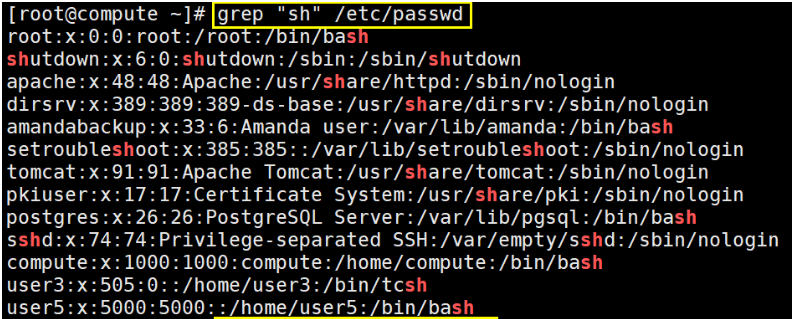 [root@compute ~]# grep "sh" /etc/passwd
root:x:0:0:root:/root:/bin/bash
shutdown:x:6:0:shutdown:/sbin:/sbin/shutdown
apache:x:48:48:Apache:/usr/share/httpd:/sbin/nologin
dirsrv:x:389:389:389-ds-base:/usr/share/dirsrv:/sbin/nologin
amandabackup:x:33:6:Amanda user:/var/lib/amanda:/bin/bash
setroubleshoot:x:385:385::/var/lib/setroubleshoot:/sbin/nologin
tomcat:x:91:91:Apache Tomcat:/usr/share/tomcat:/sbin/nologin
pkiuser:x:17:17:Certificate System:/usr/share/pki:/sbin/nologin
postgres:x:26:26:PostgreSQL Server:/var/lib/pgsql:/bin/bash
sshd:x:74:74:Privilege-separated SSH:/var/empty/sshd:/sbin/nologin
compute:x:1000:1000:compute:/home/compute:/bin/bash
user3:x:505:0::/home/user3:/bin/tcsh
user5:x:5000:5000::/home/user5:/bin/bash